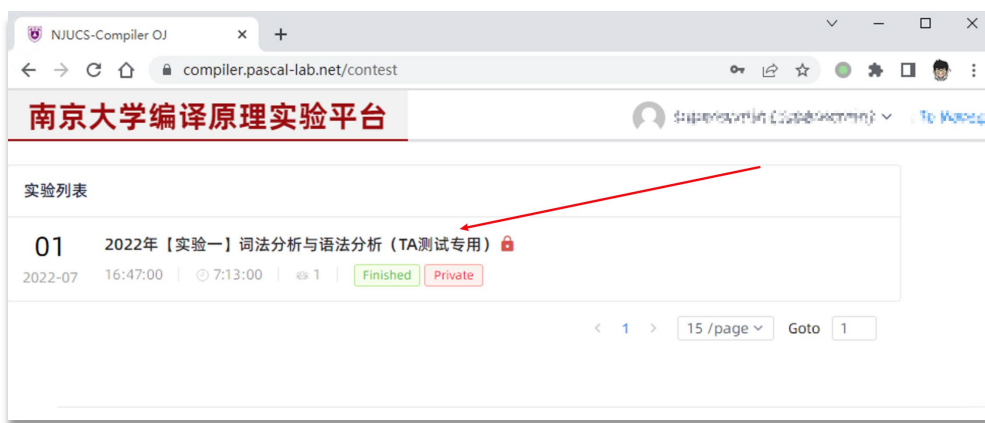 NJUCS-Compiler OJ
compiler.pascal-lab.net/contest
南京大学编译原理实验平台
实验列表
01 2022年【实验一】词法分析与语法分析（TA测试专用）
2022-07 16:47:00 7:13:00 1 Finished Private
1 15 /page Goto 1